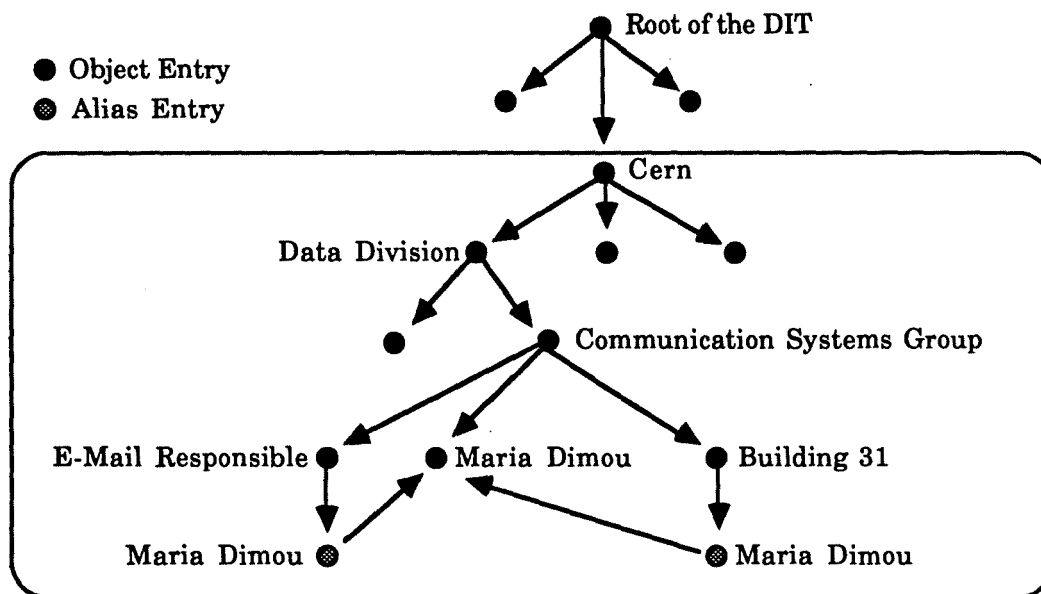 Root of the DIT
Object Entry
Alias Entry
Cern
Data Division
Communication Systems Group
E-Mail Responsible
Maria Dimou
Building 31
Maria Dimou
Maria Dimou